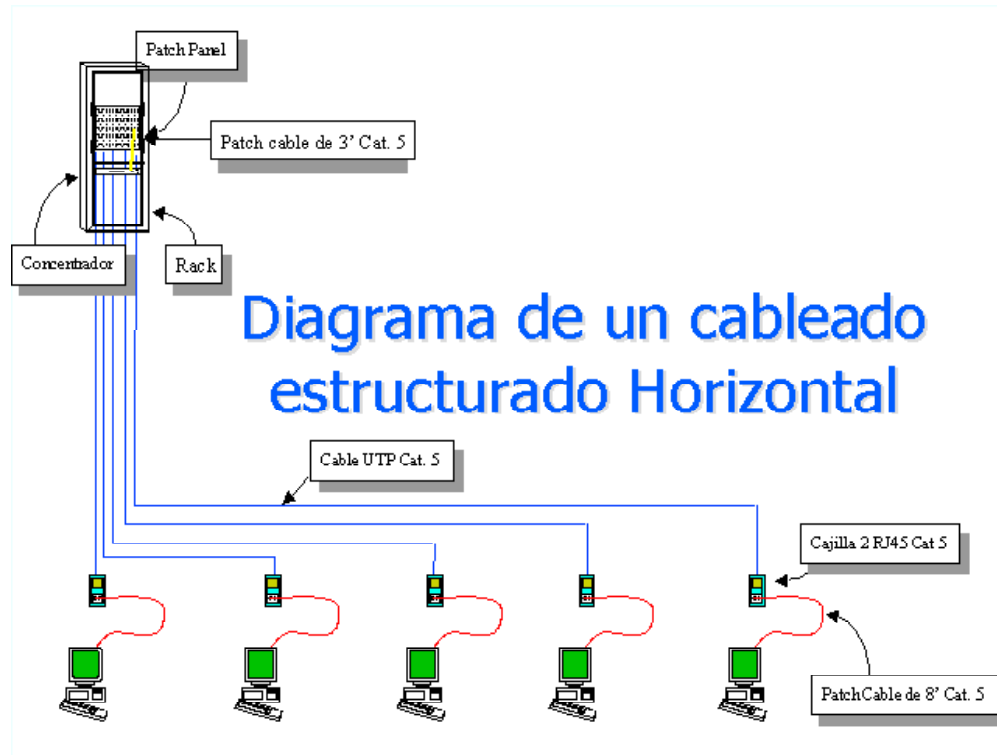 Patch Panel
Patch cable de 3' Cat. 5
Concentrador
Rack
Diagrama de un cableado
estructurado Horizontal
Cable UTP Cat. 5
Cajilla 2 RJ45 Cat 5
PatchCable de 8' Cat. 5